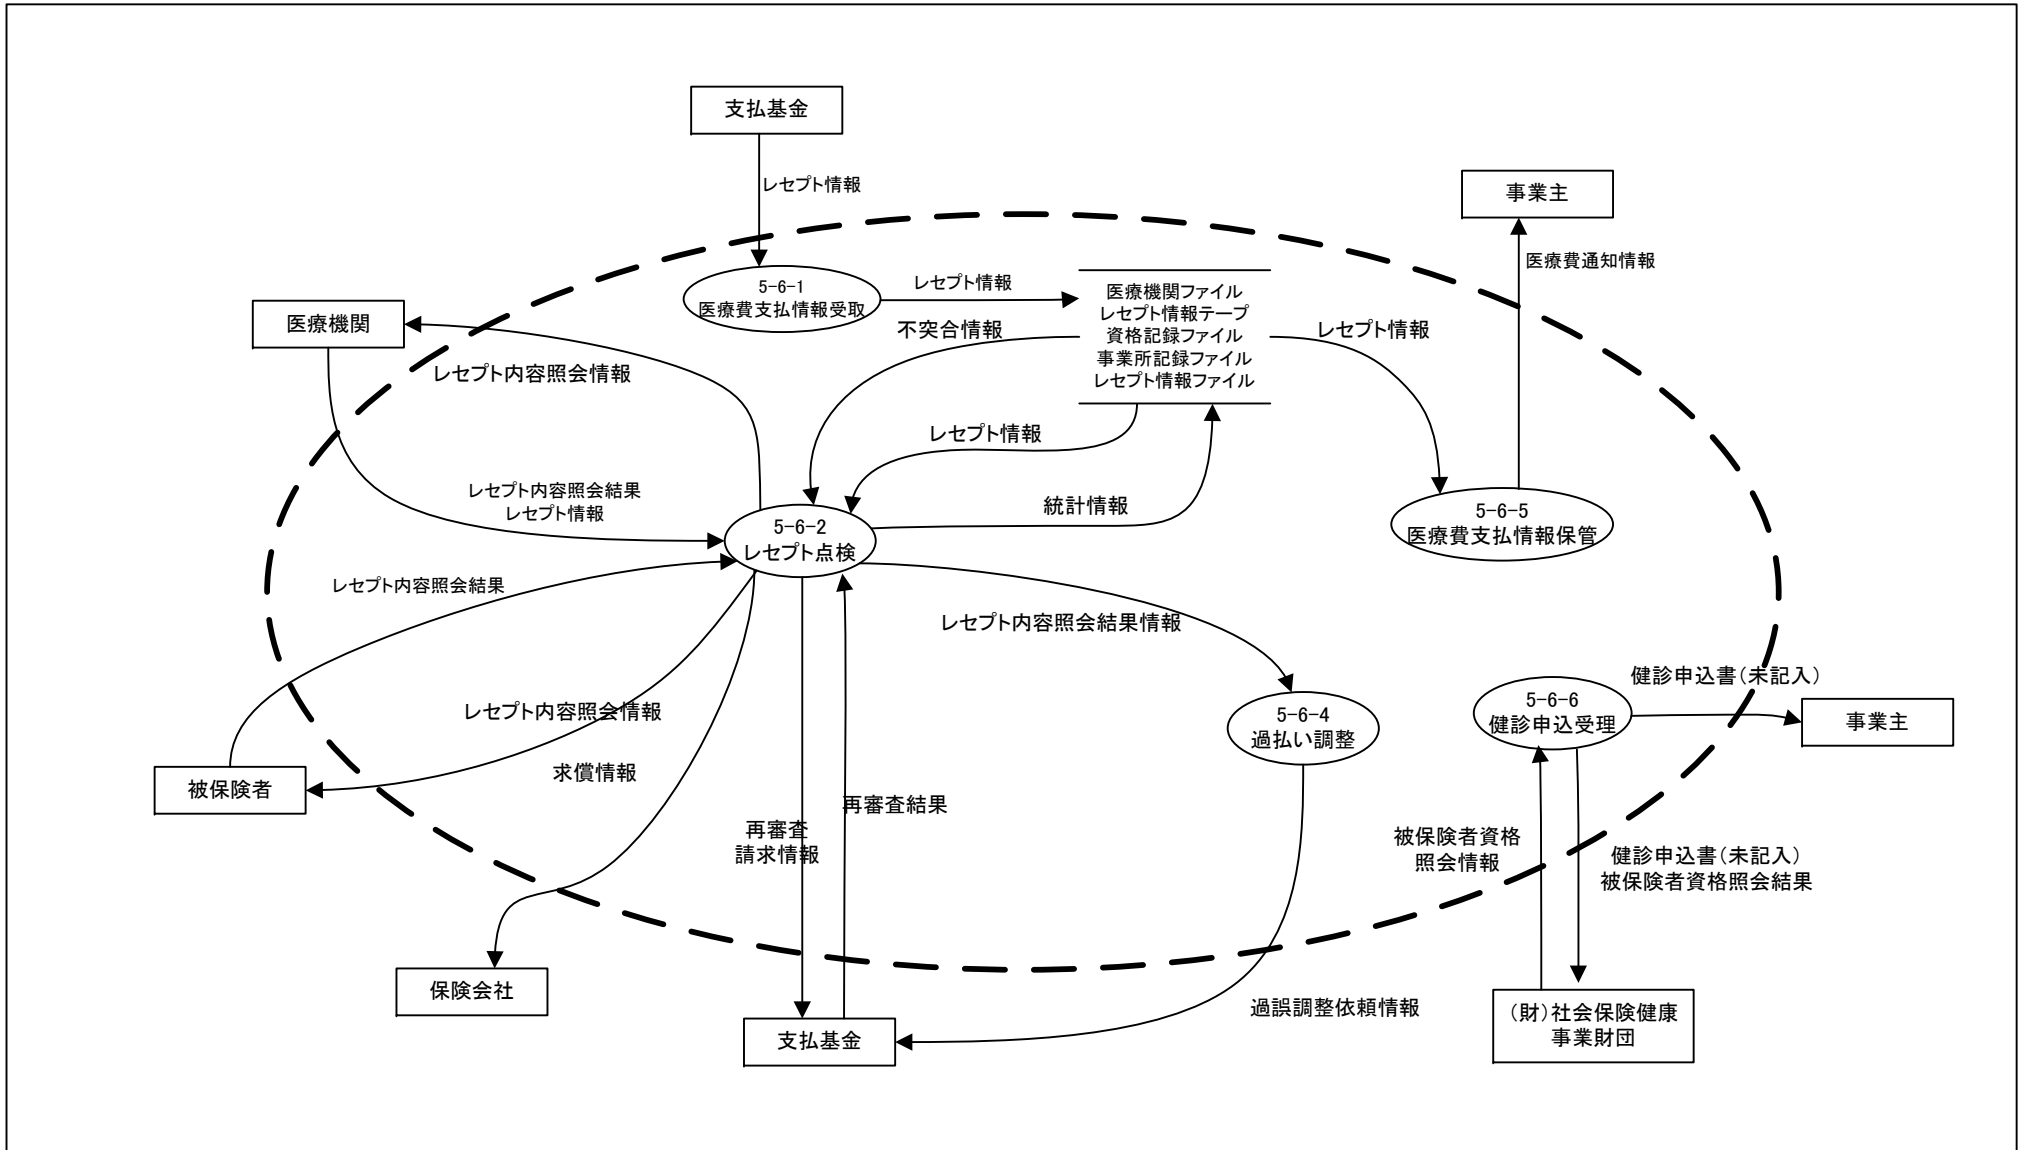 支払基金
レセプト情報
事業主
医療費通知情報
5-6-1
医療費支払情報受取
レセプト情報
医療機関ファイル
レセプト情報テープ
資格記録ファイル
事業所記録ファイル
レセプト情報ファイル
医療機関
不突合情報
レセプト情報
レセプト内容照会情報
レセプト情報
レセプト内容照会結果
レセプト情報
統計情報
5-6-2
レセプト点検
5-6-5
医療費支払情報保管
レセプト内容照会結果
レセプト内容照会結果情報
健診申込書(未記入)
レセプト内容照会情報
5-6-4
過払い調整
5-6-6
健診申込受理
事業主
被保険者
求償情報
再審査結果
再審査
請求情報
被保険者資格
照会情報
健診申込書(未記入)
被保険者資格照会結果
保険会社
過誤調整依頼情報
支払基金
(財)社会保険健康
事業財団